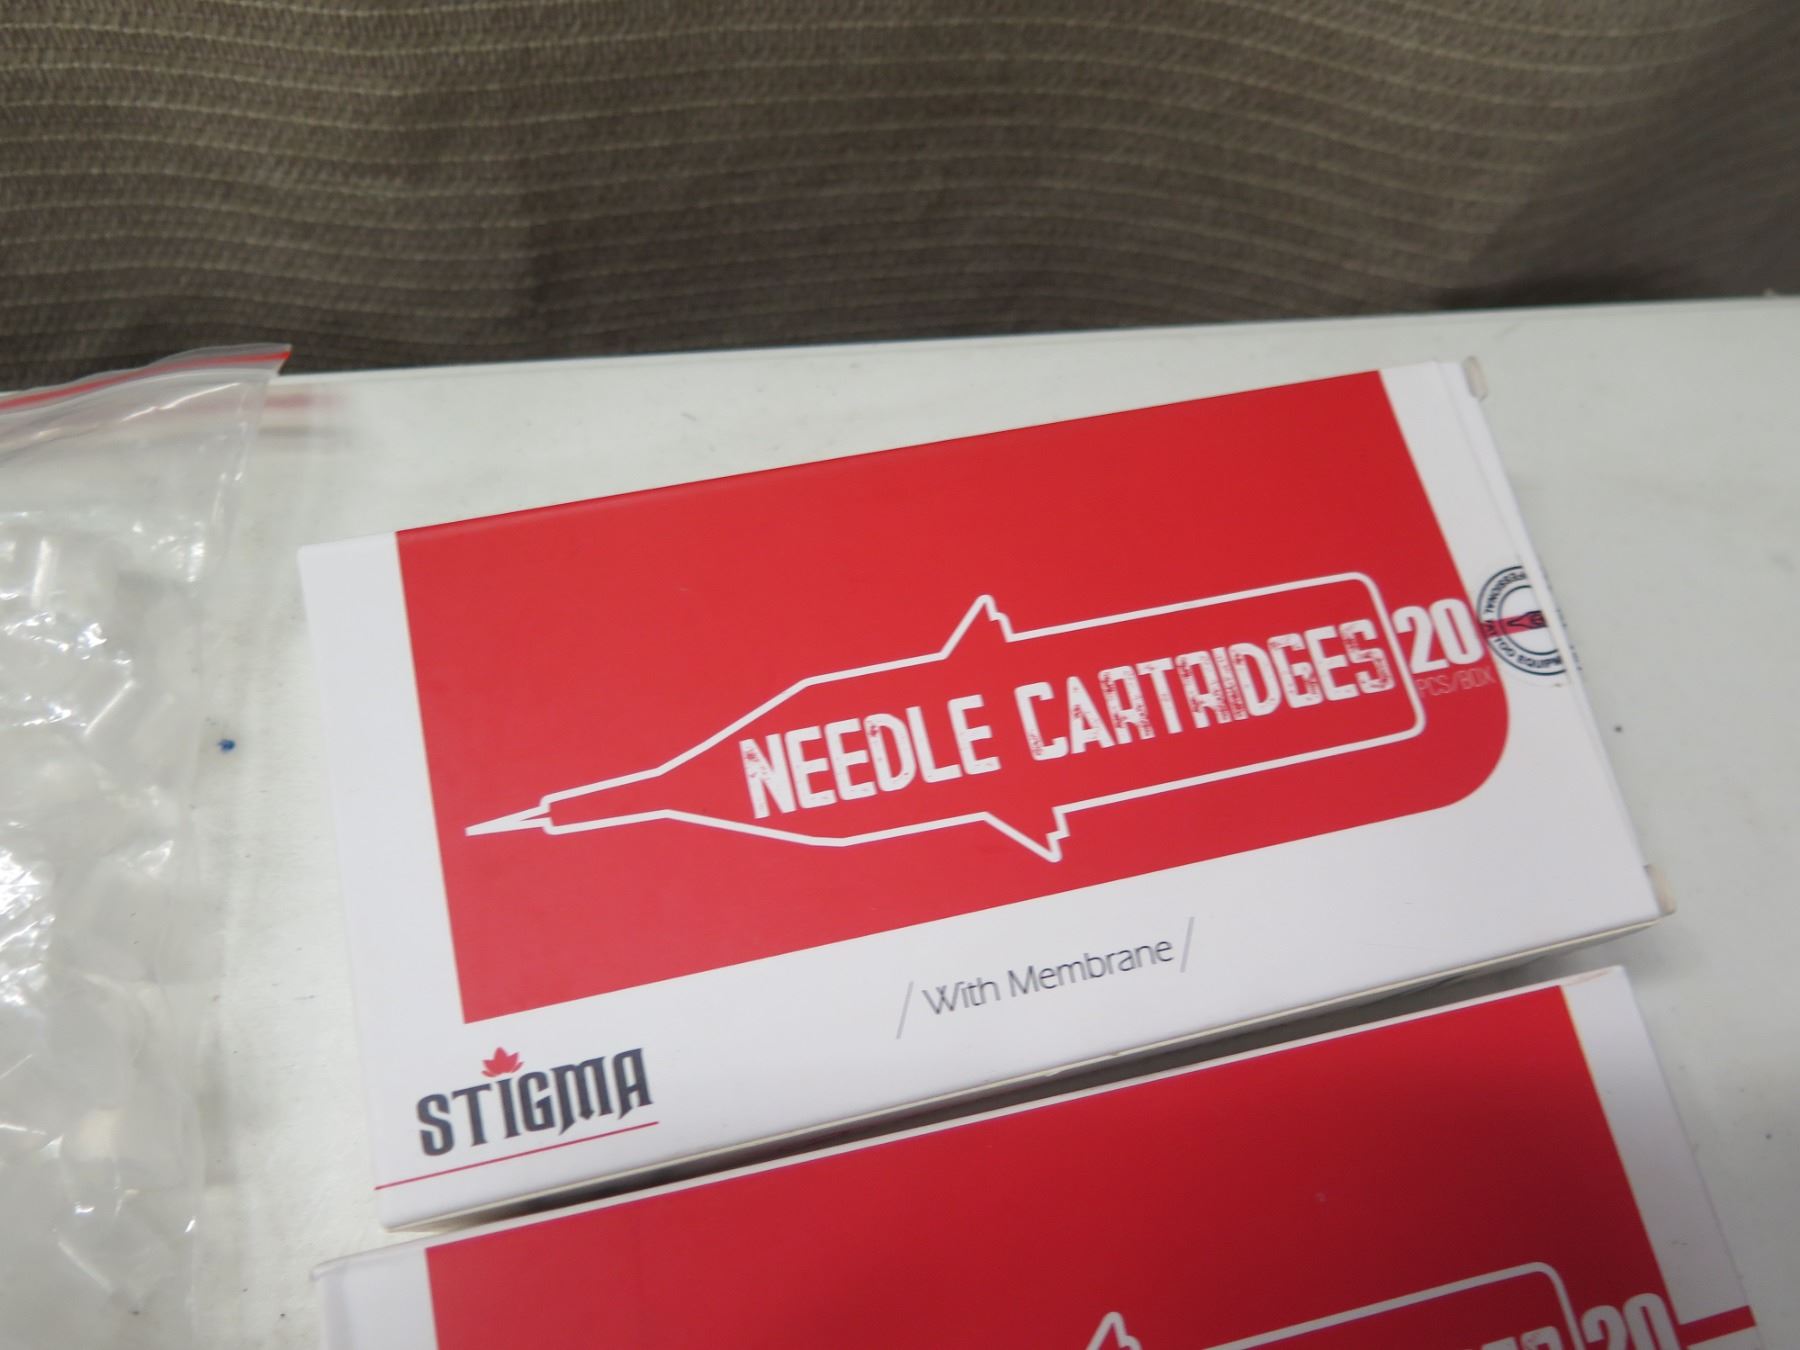 NEEDLE CARTRIDGES
20
PCS/BOX
/With Membrane/
STIGMA
20